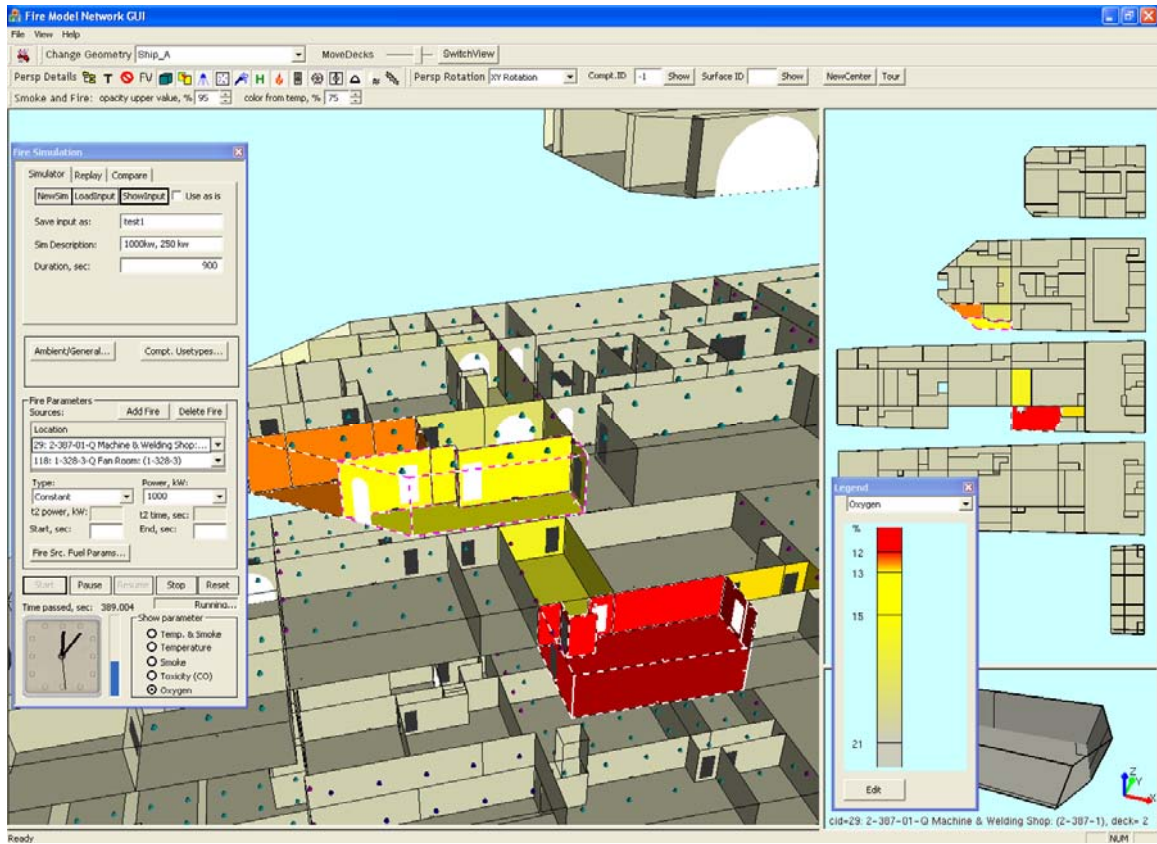 Fire Model Network GUI
File View Help
Change Geometry Ship_A MoveDecks SwitchView
Persp Details T FV H Persp Rotation XY Rotation Compt.ID -1 Show Surface ID Show NewCenter Tour
Smoke and Fire: opacity upper value, % 95 color from temp, % 75
Fire Simulation
Simulator Replay Compare
NewSim LoadInput ShowInput Use as is
Save input as: test1
Sim Description: 1000kw, 250 kw
Duration, sec: 900
Ambient/General... Compt. Usetypes...
Fire Parameters
Sources: Add Fire Delete Fire
Location
29: 2-387-01-Q Machine & Welding Shop:...
118: 1-328-3-Q Fan Room: (1-328-3)
Type: Power, kW:
Constant 1000
t2 power, kW: t2 time, sec:
Start, sec: End, sec:
Fire Src. Fuel Params...
Start Pause Resume Stop Reset
Time passed, sec: 389.004 Running...
Show parameter
Temp. & Smoke
Temperature
Smoke
Toxicity (CO)
Oxygen
Legend
Oxygen
%
12
13
15
21
Edit
Z
Y
X
cid=29: 2-387-01-Q Machine & Welding Shop: (2-387-1), deck= 2
Ready NUM